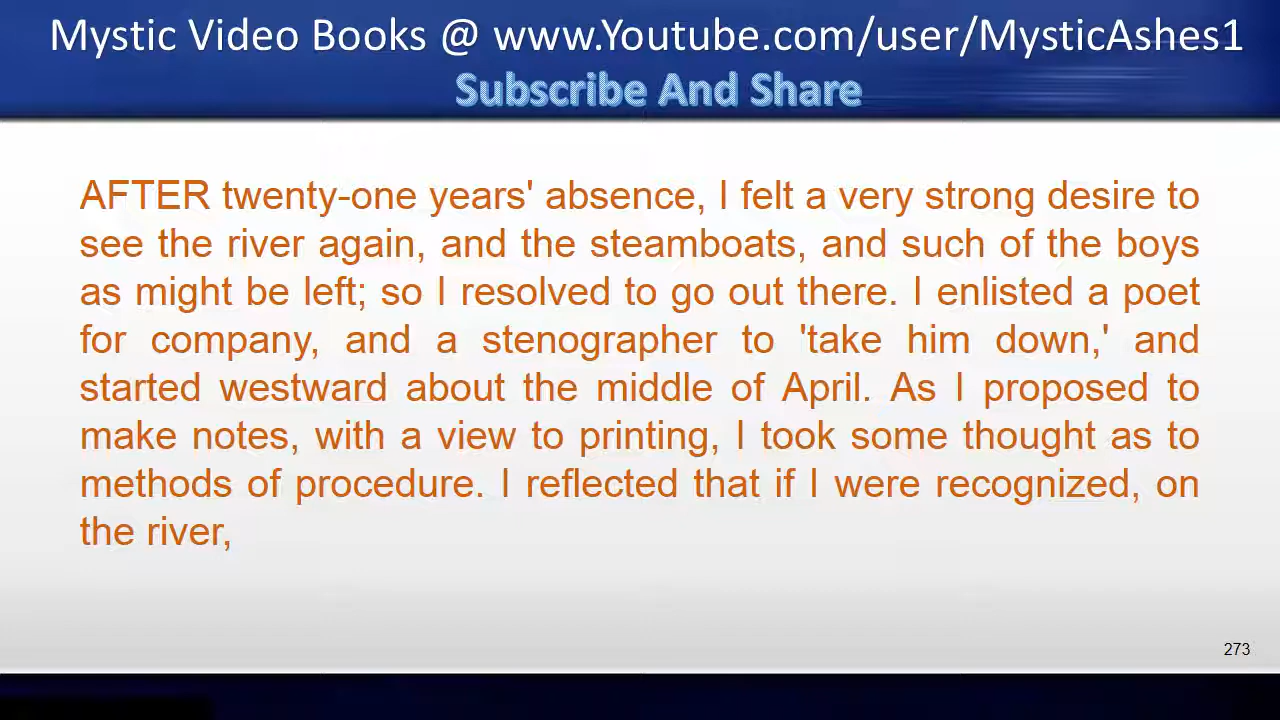 Mystic Video Books @ www.Youtube.com/user/MysticAshes1
Subscribe And Share
AFTER twenty-one years' absence, I felt a very strong desire to
see the river again, and the steamboats, and such of the boys
as might be left; so I resolved to go out there. I enlisted a poet
for company, and a stenographer to 'take him down,' and
started westward about the middle of April. As I proposed to
make notes, with a view to printing, I took some thought as to
methods of procedure. I reflected that if I were recognized, on
the river,
273